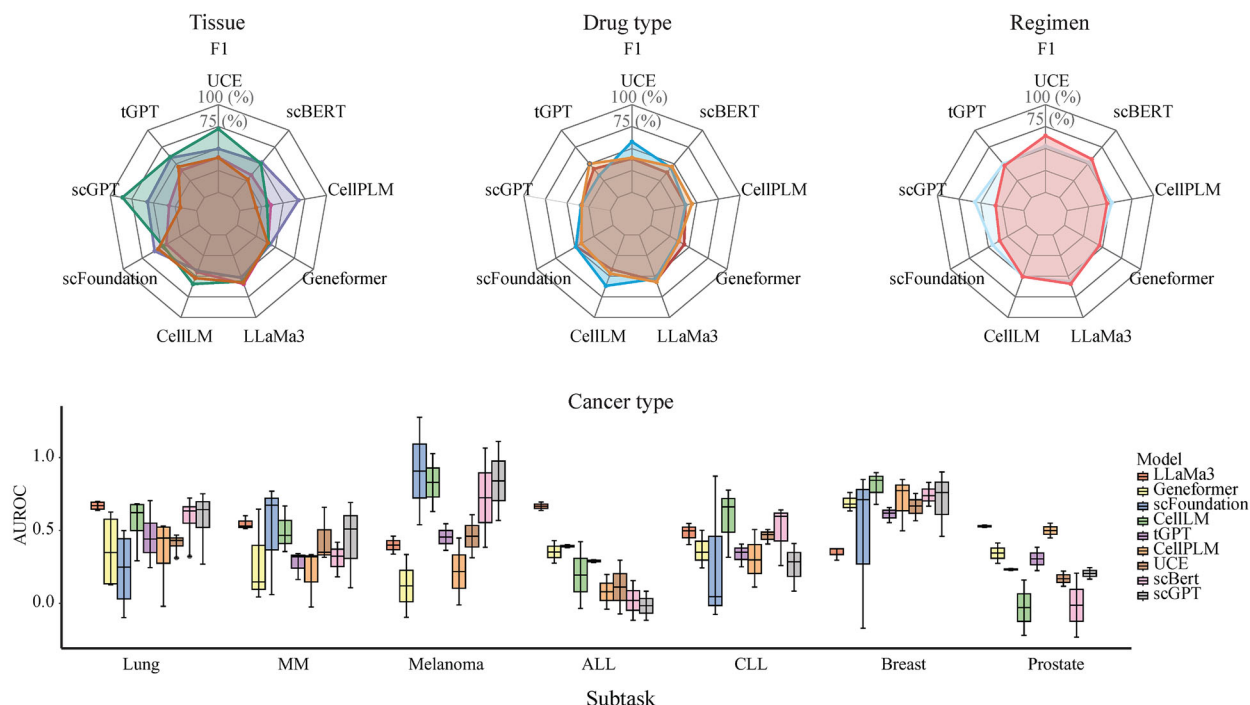 Tissue
F1
UCE
100 (%)
75 (%)
tGPT
scBERT
scGPT
CellPLM
scFoundation
Geneformer
CellLM
LLaMa3
Drug type
F1
UCE
100 (%)
75 (%)
tGPT
scBERT
scGPT
CellPLM
scFoundation
Geneformer
CellLM
LLaMa3
Regimen
F1
UCE
100 (%)
75 (%)
tGPT
scBERT
scGPT
CellPLM
scFoundation
Geneformer
CellLM
LLaMa3
Cancer type
AUROC
1.0
0.5
0.0
Lung
MM
Melanoma
ALL
CLL
Breast
Prostate
Subtask
Model
LLaMa3
Geneformer
scFoundation
CellLM
tGPT
CellPLM
UCE
scBert
scGPT